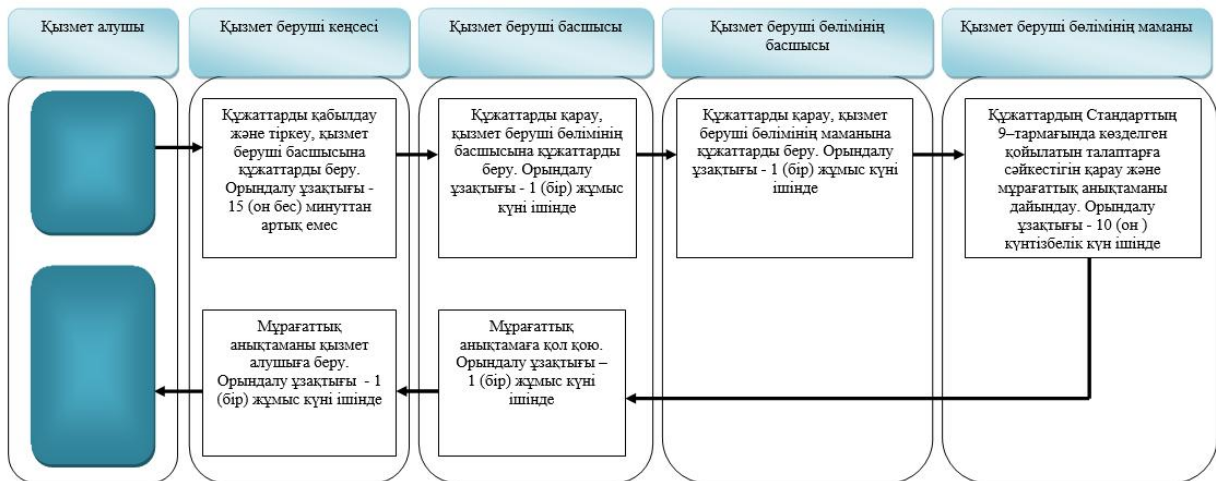 Қызмет алушы
Қызмет беруші кеңсесі
Қызмет беруші басшысы
Қызмет беруші бөлімінің
басшысы
Қызмет беруші бөлімінің маманы
Құжаттарды қабылдау
және тіркеу, қызмет
беруші басшысына
құжаттарды беру.
Орындалу ұзақтығы -
15 (он бес) минуттан
артық емес
Құжаттарды қарау,
қызмет беруші бөлімінің
басшысына құжаттарды
беру. Орындалу
ұзақтығы - 1 (бір) жұмыс
күні ішінде
Құжаттарды қарау, қызмет
беруші бөлімінің маманына
құжаттарды беру. Орындалу
ұзақтығы - 1 (бір) жұмыс күні
ішінде
Құжаттардың Стандарттың
9–тармағында көзделген
қойылатын талаптарға
сәйкестігін қарау және
мұрағаттық анықтаманы
дайындау. Орындалу
ұзақтығы - 10 (он )
күнтізбелік күн ішінде
Мұрағаттық
анықтаманы қызмет
алушыға беру.
Орындалу ұзақтығы - 1
(бір) жұмыс күні ішінде
Мұрағаттық
анықтамаға қол қою.
Орындалу ұзақтығы –
1 (бір) жұмыс күні
ішінде